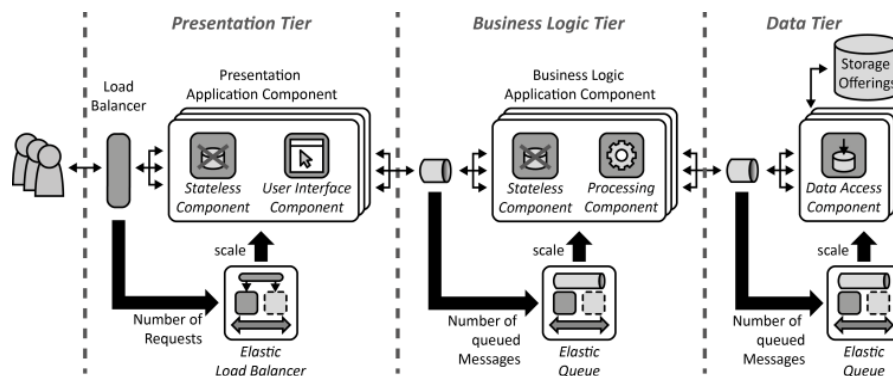 Presentation Tier
Business Logic Tier
Data Tier
Load
Balancer
Presentation
Application Component
Stateless
Component
User Interface
Component
Business Logic
Application Component
Stateless
Component
Processing
Component
Storage
Offerings
Data Access
Component
scale
Number of
Requests
Elastic
Load Balancer
scale
Number of
queued
Messages
Elastic
Queue
scale
Number of
queued
Messages
Elastic
Queue